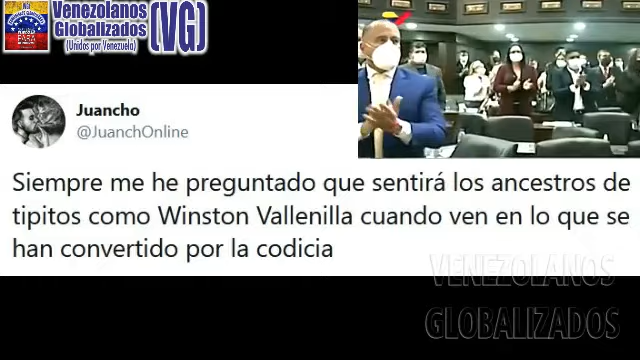 Venezolanos
Globalizados
(Unidos por Venezuela)
(VG)
Juancho
@JuanchOnline
Siempre me he preguntado que sentirá los ancestros de
tipitos como Winston Vallenilla cuando ven en lo que se
han convertido por la codicia
VENEZOLANOS
GLOBALIZADOS